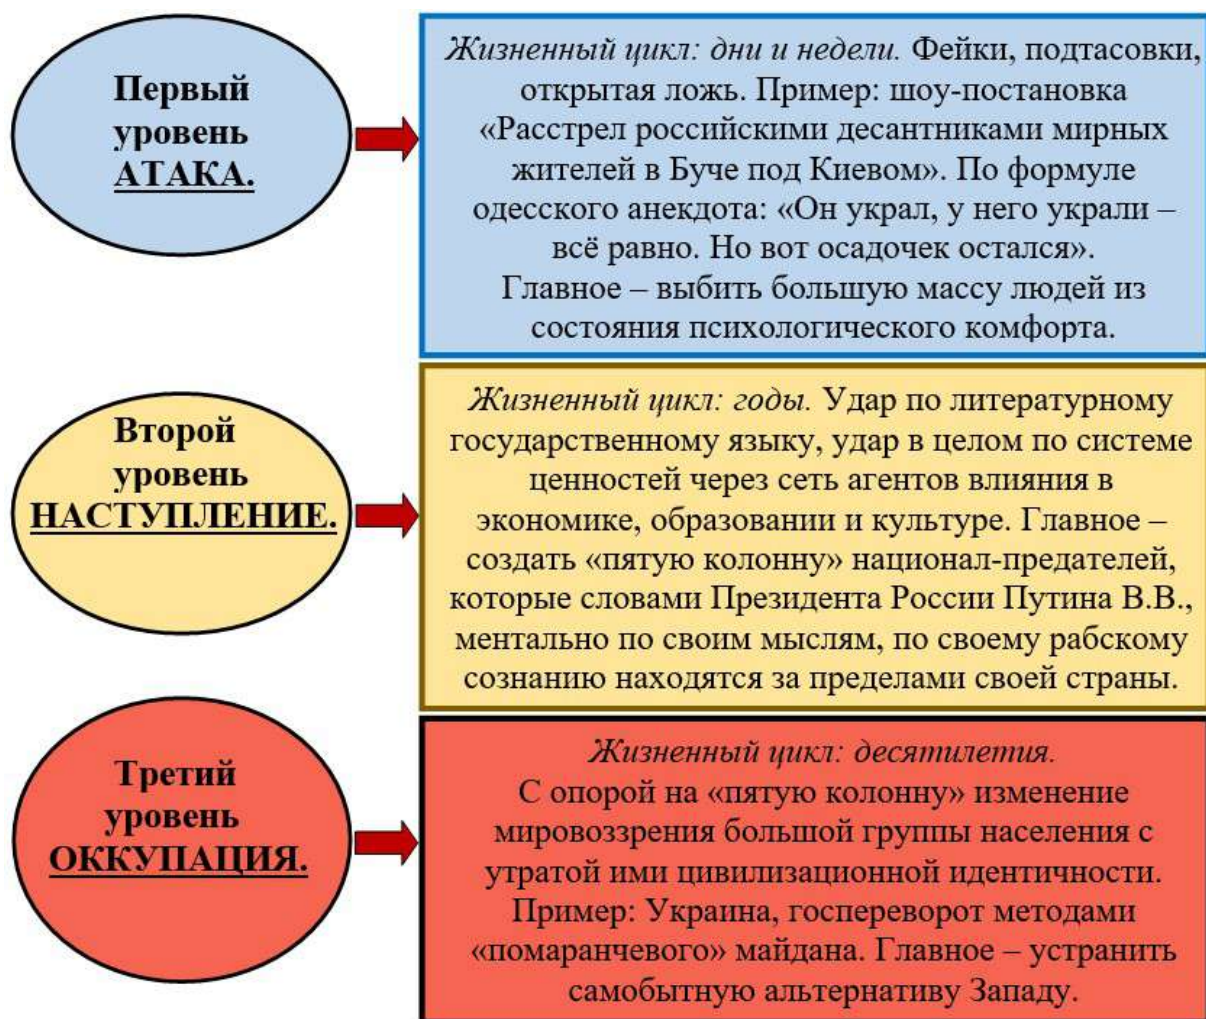 Первый
уровень
АТАКА.
Жизненный цикл: дни и недели. Фейки, подтасовки,
открытая ложь. Пример: шоу-постановка
«Расстрел российскими десантниками мирных
жителей в Буче под Киевом». По формуле
одесского анекдота: «Он украл, у него украли –
всё равно. Но вот осадочек остался».
Главное – выбить большую массу людей из
состояния психологического комфорта.
Второй
уровень
НАСТУПЛЕНИЕ.
Жизненный цикл: годы. Удар по литературному
государственному языку, удар в целом по системе
ценностей через сеть агентов влияния в
экономике, образовании и культуре. Главное –
создать «пятую колонну» национал-предателей,
которые словами Президента России Путина В.В.,
ментально по своим мыслям, по своему рабскому
сознанию находятся за пределами своей страны.
Третий
уровень
ОККУПАЦИЯ.
Жизненный цикл: десятилетия.
С опорой на «пятую колонну» изменение
мировоззрения большой группы населения с
утратой ими цивилизационной идентичности.
Пример: Украина, госпереворот методами
«помаранчевого» майдана. Главное – устранить
самобытную альтернативу Западу.